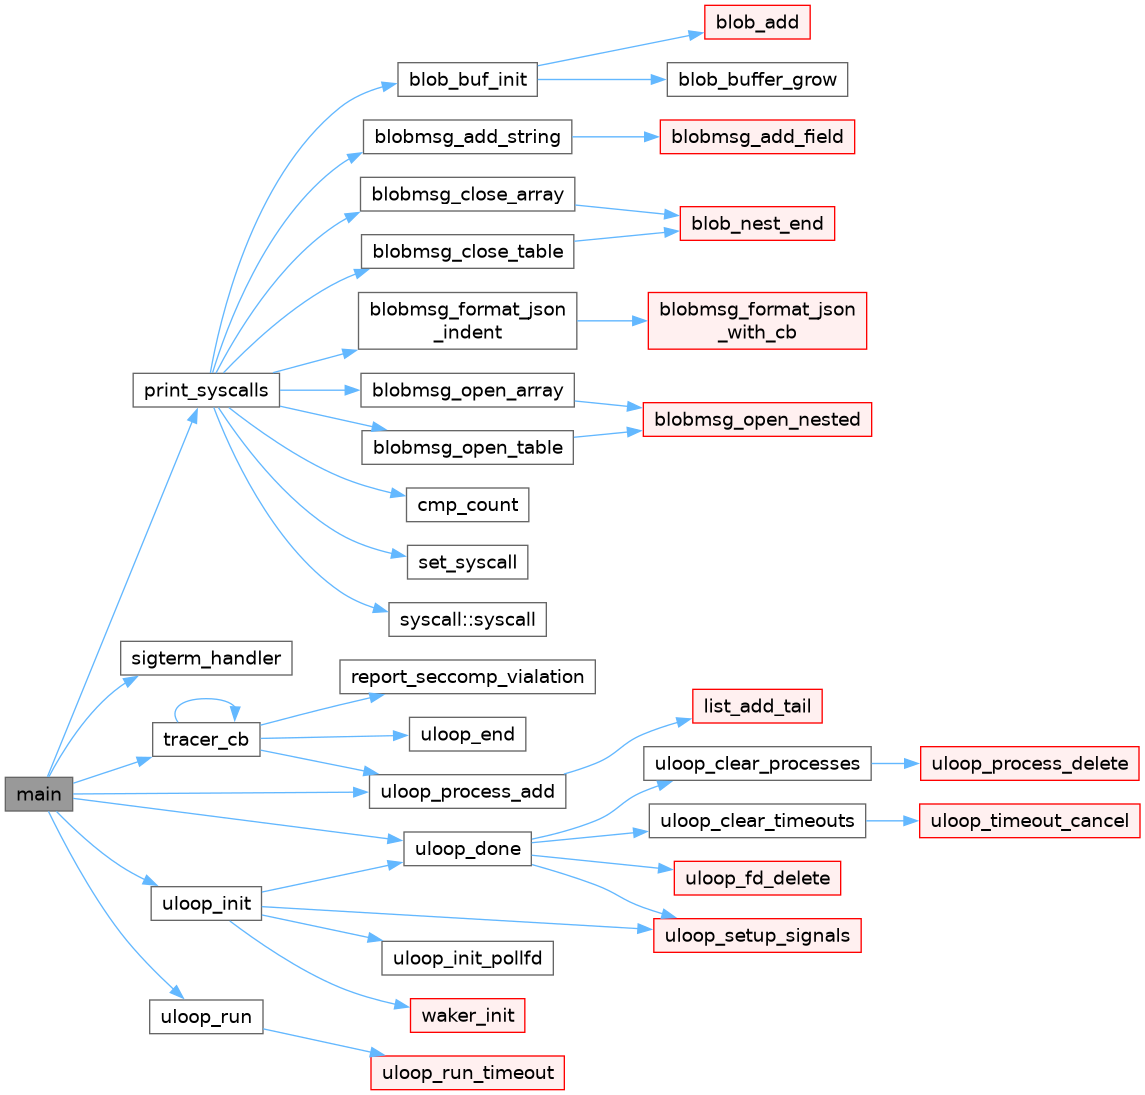 blob_add
blob_buf_init
blob_buffer_grow
blobmsg_add_string
blobmsg_add_field
blobmsg_close_array
blob_nest_end
blobmsg_close_table
blobmsg_format_json
_indent
blobmsg_format_json
_with_cb
print_syscalls
blobmsg_open_array
blobmsg_open_nested
blobmsg_open_table
cmp_count
set_syscall
syscall::syscall
sigterm_handler
report_seccomp_vialation
list_add_tail
tracer_cb
uloop_end
uloop_clear_processes
uloop_process_delete
main
uloop_process_add
uloop_clear_timeouts
uloop_timeout_cancel
uloop_done
uloop_fd_delete
uloop_init
uloop_setup_signals
uloop_init_pollfd
uloop_run
waker_init
uloop_run_timeout